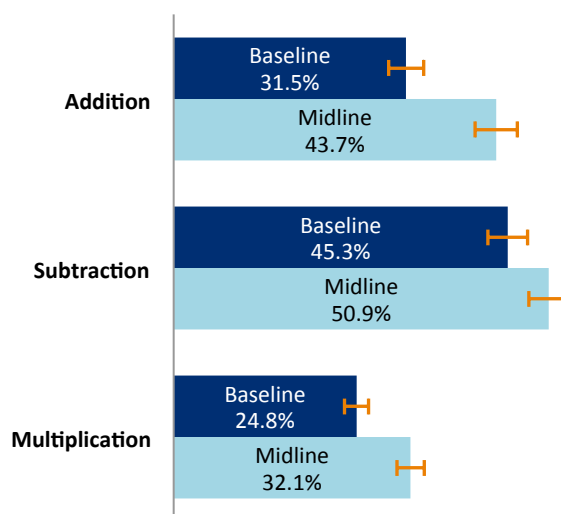 Addition
Baseline
31.5%
Midline
43.7%
Subtraction
Baseline
45.3%
Midline
50.9%
Multiplication
Baseline
24.8%
Midline
32.1%